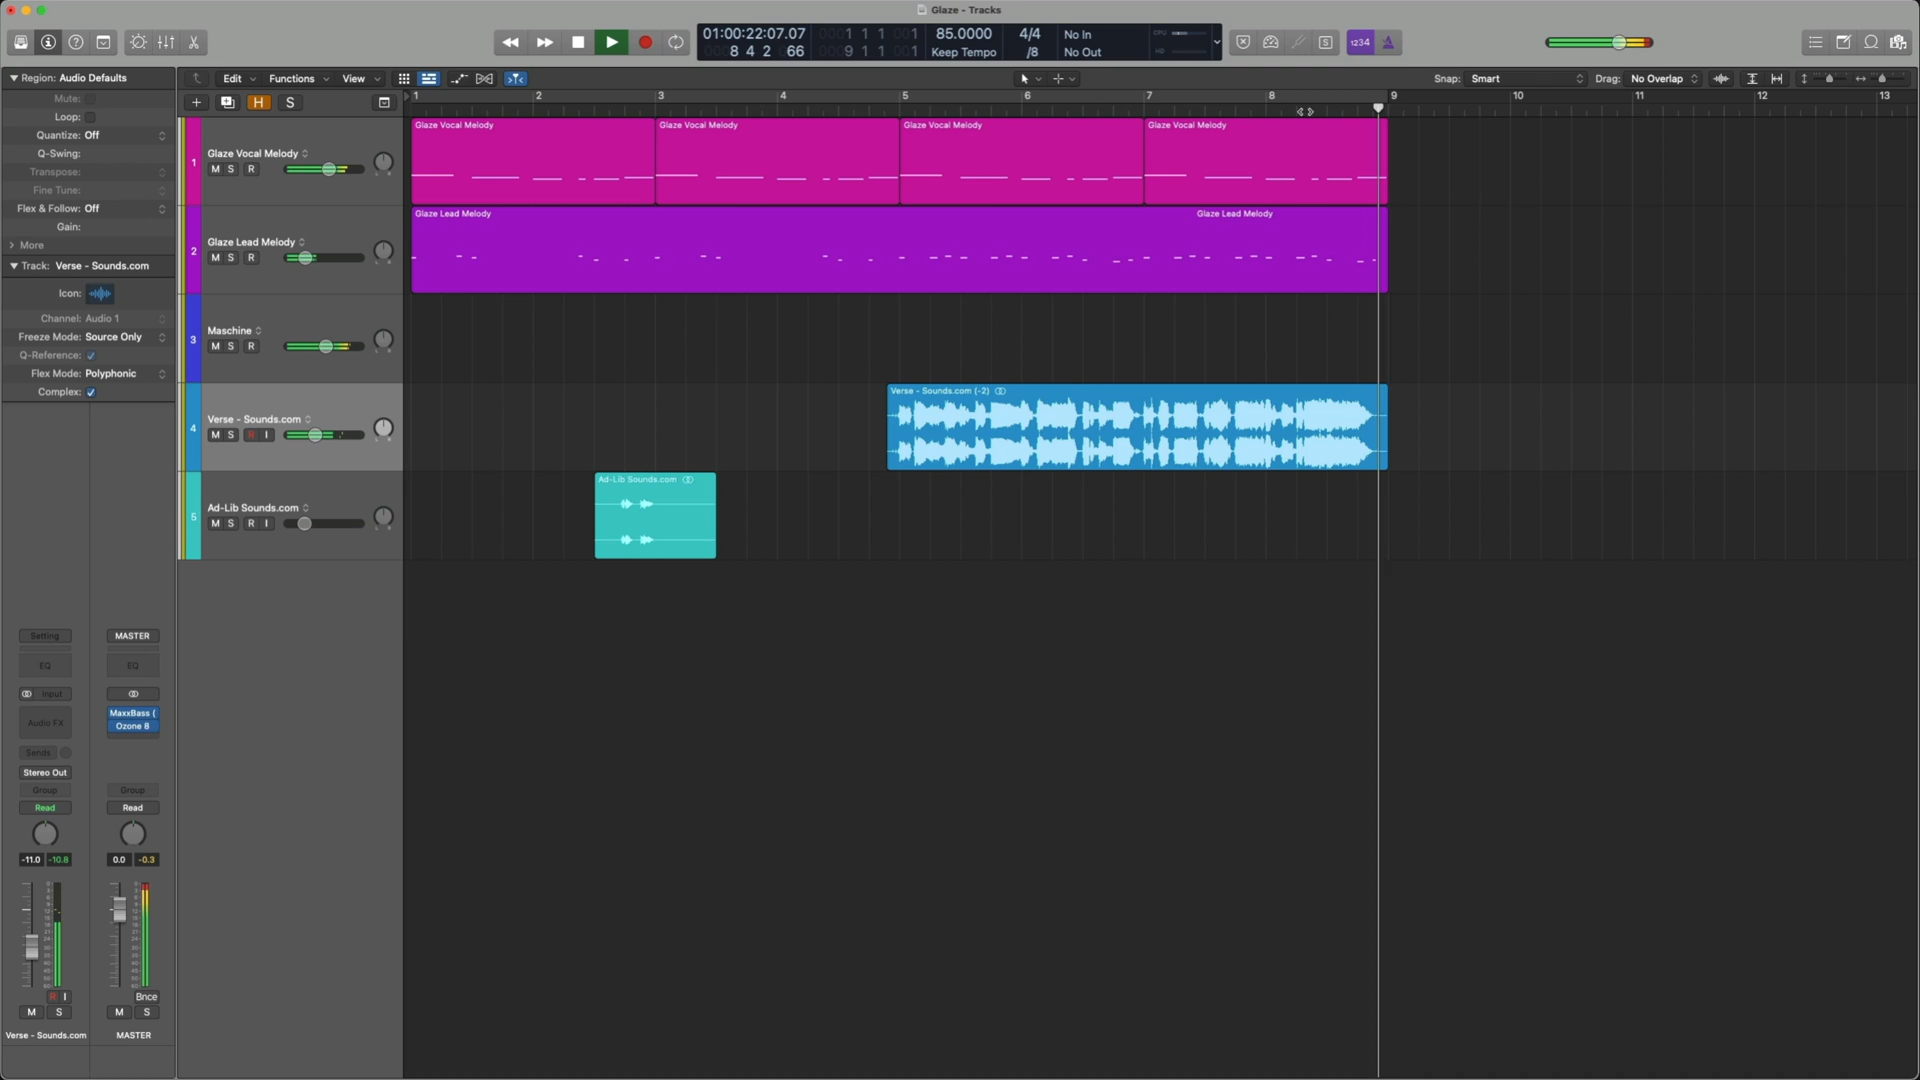 Glaze - Tracks
01:00:22:07.07
8 4 2 66
0001 1 1 001
0009 1 1 001
85.0000
Keep Tempo
4/4
/8
No In
No Out
CPU
HD
1234
Region: Audio Defaults
Edit
Functions
View
Snap: Smart
Drag: No Overlap
Mute:
Loop:
Quantize: Off
Q-Swing:
Transpose:
Fine Tune:
Flex & Follow: Off
Gain:
More
Track: Verse - Sounds.com
Icon:
Channel: Audio 1
Freeze Mode: Source Only
Q-Reference:
Flex Mode: Polyphonic
Complex:
H S
1 2 3 4 5 6 7 8 9 10 11 12 13
1
Glaze Vocal Melody
M S R
Glaze Vocal Melody
Glaze Vocal Melody
Glaze Vocal Melody
Glaze Vocal Melody
2
Glaze Lead Melody
M S R
Glaze Lead Melody
Glaze Lead Melody
3
Maschine
M S R
4
Verse - Sounds.com
M S R I
Verse - Sounds.com (-2)
5
Ad-Lib Sounds.com
M S R I
Ad-Lib Sounds.com
Setting
MASTER
EQ
EQ
Input
Audio FX
MaxxBass (
Ozone 8
Sends
Stereo Out
Group
Group
Read
Read
-11.0 -10.8
0.0 -0.3
R I
Bnce
M S
M S
Verse - Sounds.com
MASTER